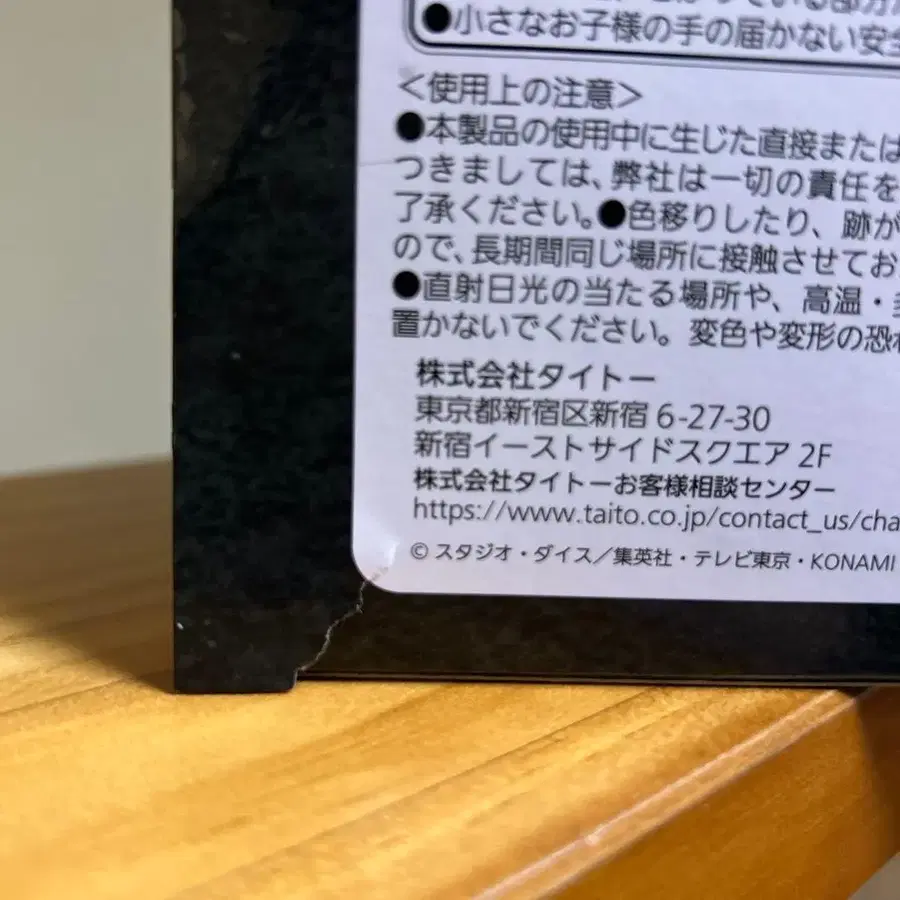 ●小さなお子様の手の届かない安全
<使用上の注意>
●本製品の使用中に生じた直接または
つきましては、弊社は一切の責任を
了承ください。●色移りしたり、跡が
ので、長期間同じ場所に接触させてお
●直射日光の当たる場所や、高温・多
置かないでください。変色や変形の恐れ
株式会社タイトー
東京都新宿区新宿 6-27-30
新宿イーストサイドスクエア 2F
株式会社タイトーお客様相談センター
https://www.taito.co.jp/contact_us/cha
© スタジオ・ダイス/集英社・テレビ東京・KONAMI